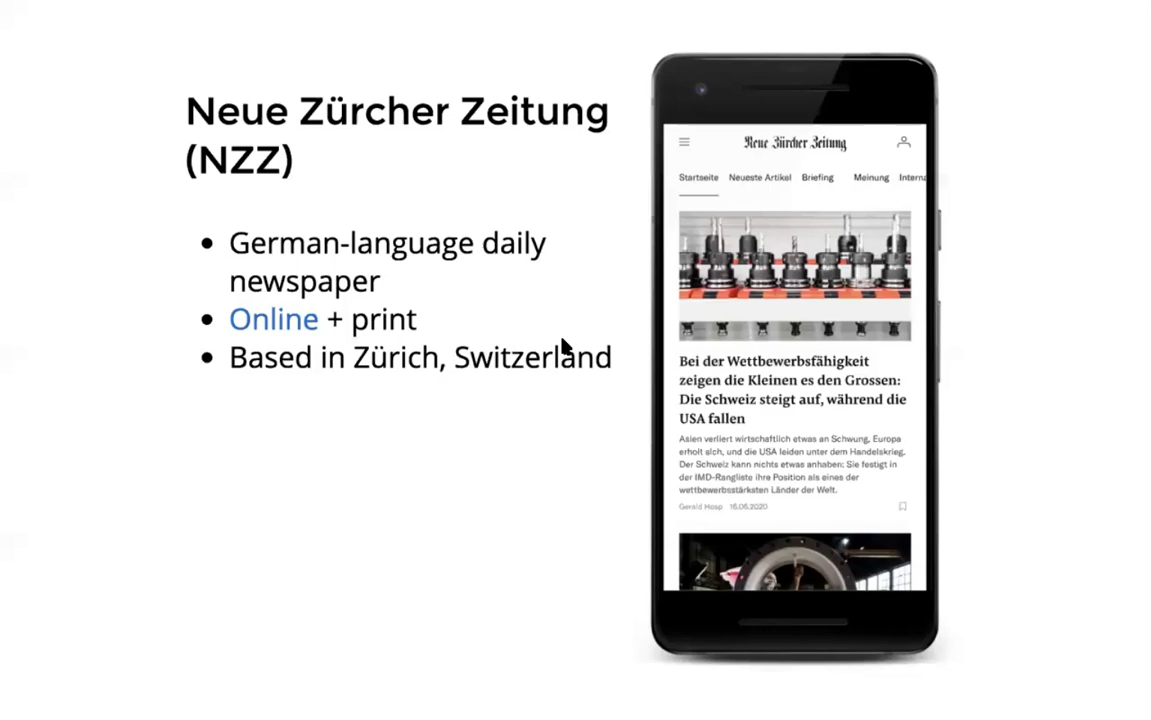 Neue Zürcher Zeitung
(NZZ)
• German-language daily
newspaper
• Online + print
• Based in Zürich, Switzerland
Neue Zürcher Zeitung
Startseite Neueste Artikel Briefing Meinung Interna
Bei der Wettbewerbsfähigkeit
zeigen die Kleinen es den Grossen:
Die Schweiz steigt auf, während die
USA fallen
Asien verliert wirtschaftlich etwas an Schwung, Europa
erholt sich, und die USA leiden unter dem Handelskrieg.
Der Schweiz kann nichts etwas anhaben: Sie festigt in
der IMD-Rangliste ihre Position als eines der
wettbewerbsstärksten Länder der Welt.
Gerald Hosp 16.06.2020